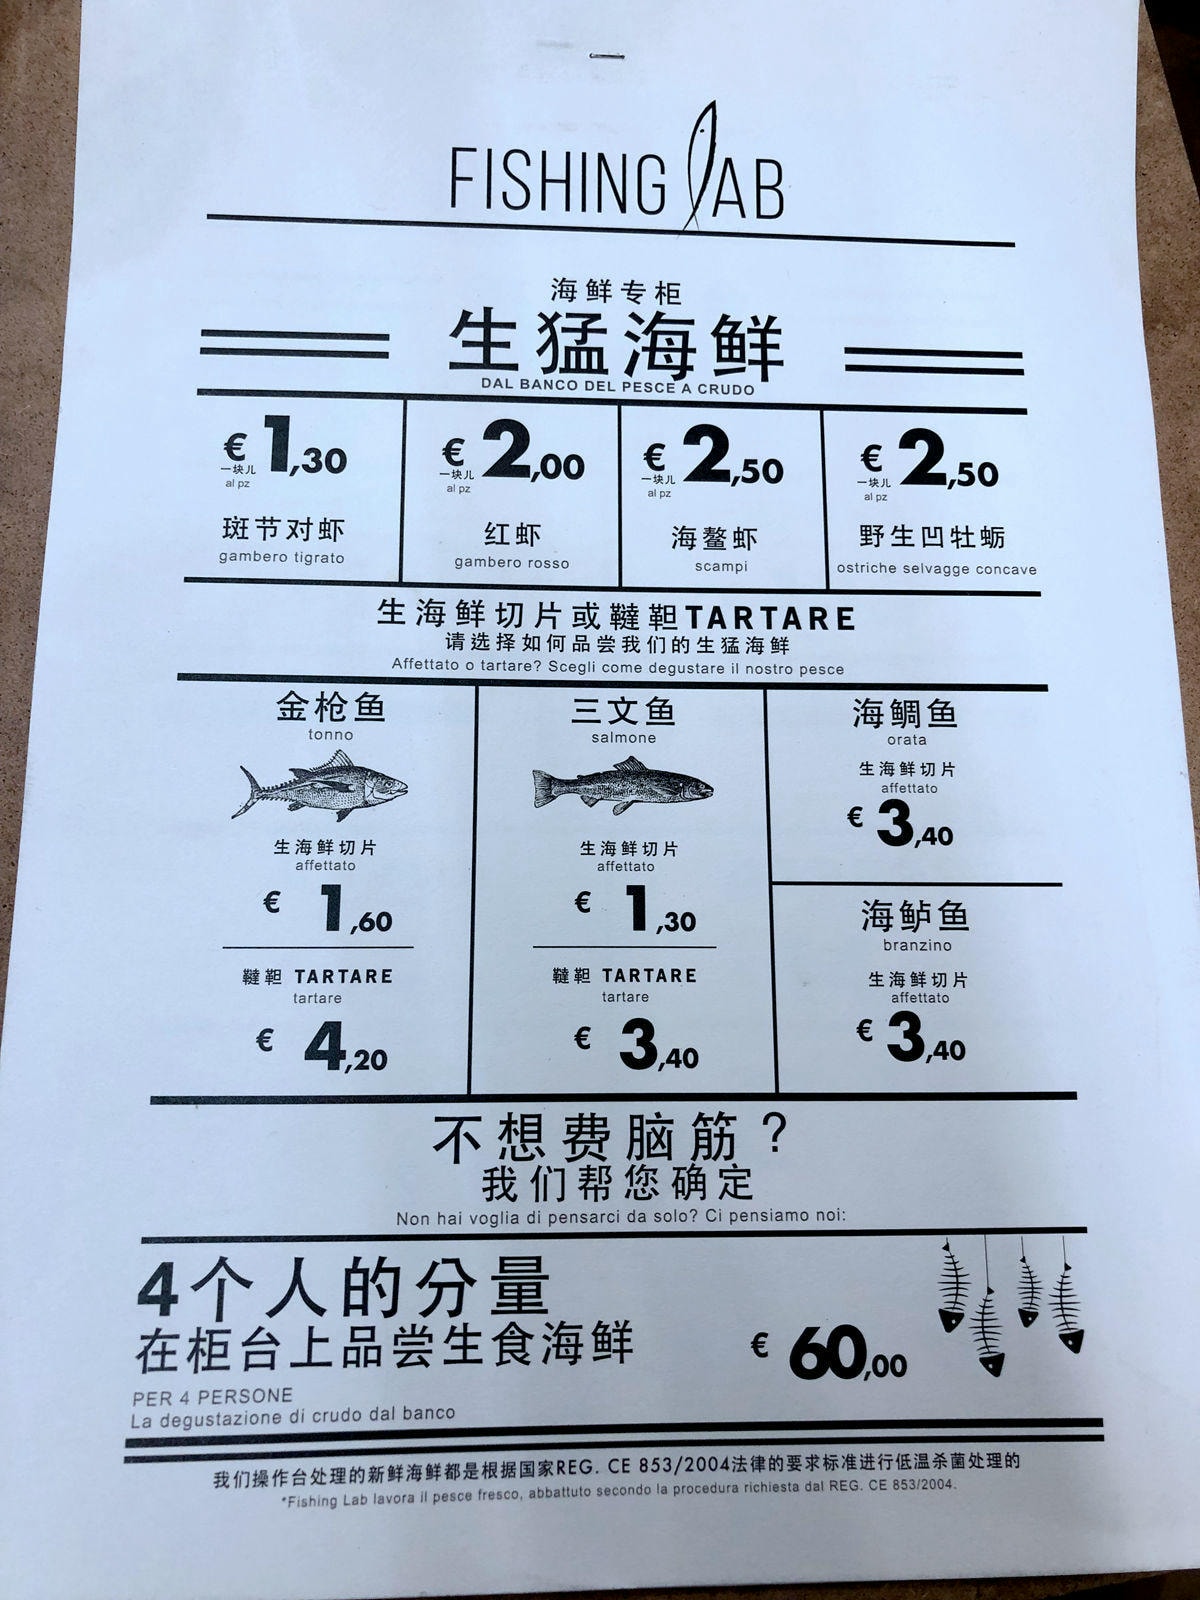 FISHING lAB
海鲜专柜
生猛海鲜
DAL BANCO DEL PESCE A CRUDO
€ 1,30
一块儿
al pz
斑节对虾
gambero tigrato
€ 2,00
一块儿
al pz
红虾
gambero rosso
€ 2,50
一块儿
al pz
海鳌虾
scampi
€ 2,50
一块儿
al pz
野生凹牡蛎
ostriche selvagge concave
生海鲜切片或韃靼TARTARE
请选择如何品尝我们的生猛海鲜
Affettato o tartare? Scegli come degustare il nostro pesce
金枪鱼
tonno
生海鲜切片
affettato
€ 1,60
韃靼 TARTARE
tartare
€ 4,20
三文鱼
salmone
生海鲜切片
affettato
€ 1,30
韃靼 TARTARE
tartare
€ 3,40
海鲷鱼
orata
生海鲜切片
affettato
€ 3,40
海鲈鱼
branzino
生海鲜切片
affettato
€ 3,40
不想费脑筋？
我们帮您确定
Non hai voglia di pensarci da solo? Ci pensiamo noi:
4个人的分量
在柜台上品尝生食海鲜
€ 60,00
PER 4 PERSONE
La degustazione di crudo dal banco
我们操作台处理的新鲜海鲜都是根据国家REG. CE 853/2004法律的要求标准进行低温杀菌处理的
*Fishing Lab lavora il pesce fresco, abbattuto secondo la procedura richiesta dal REG. CE 853/2004.